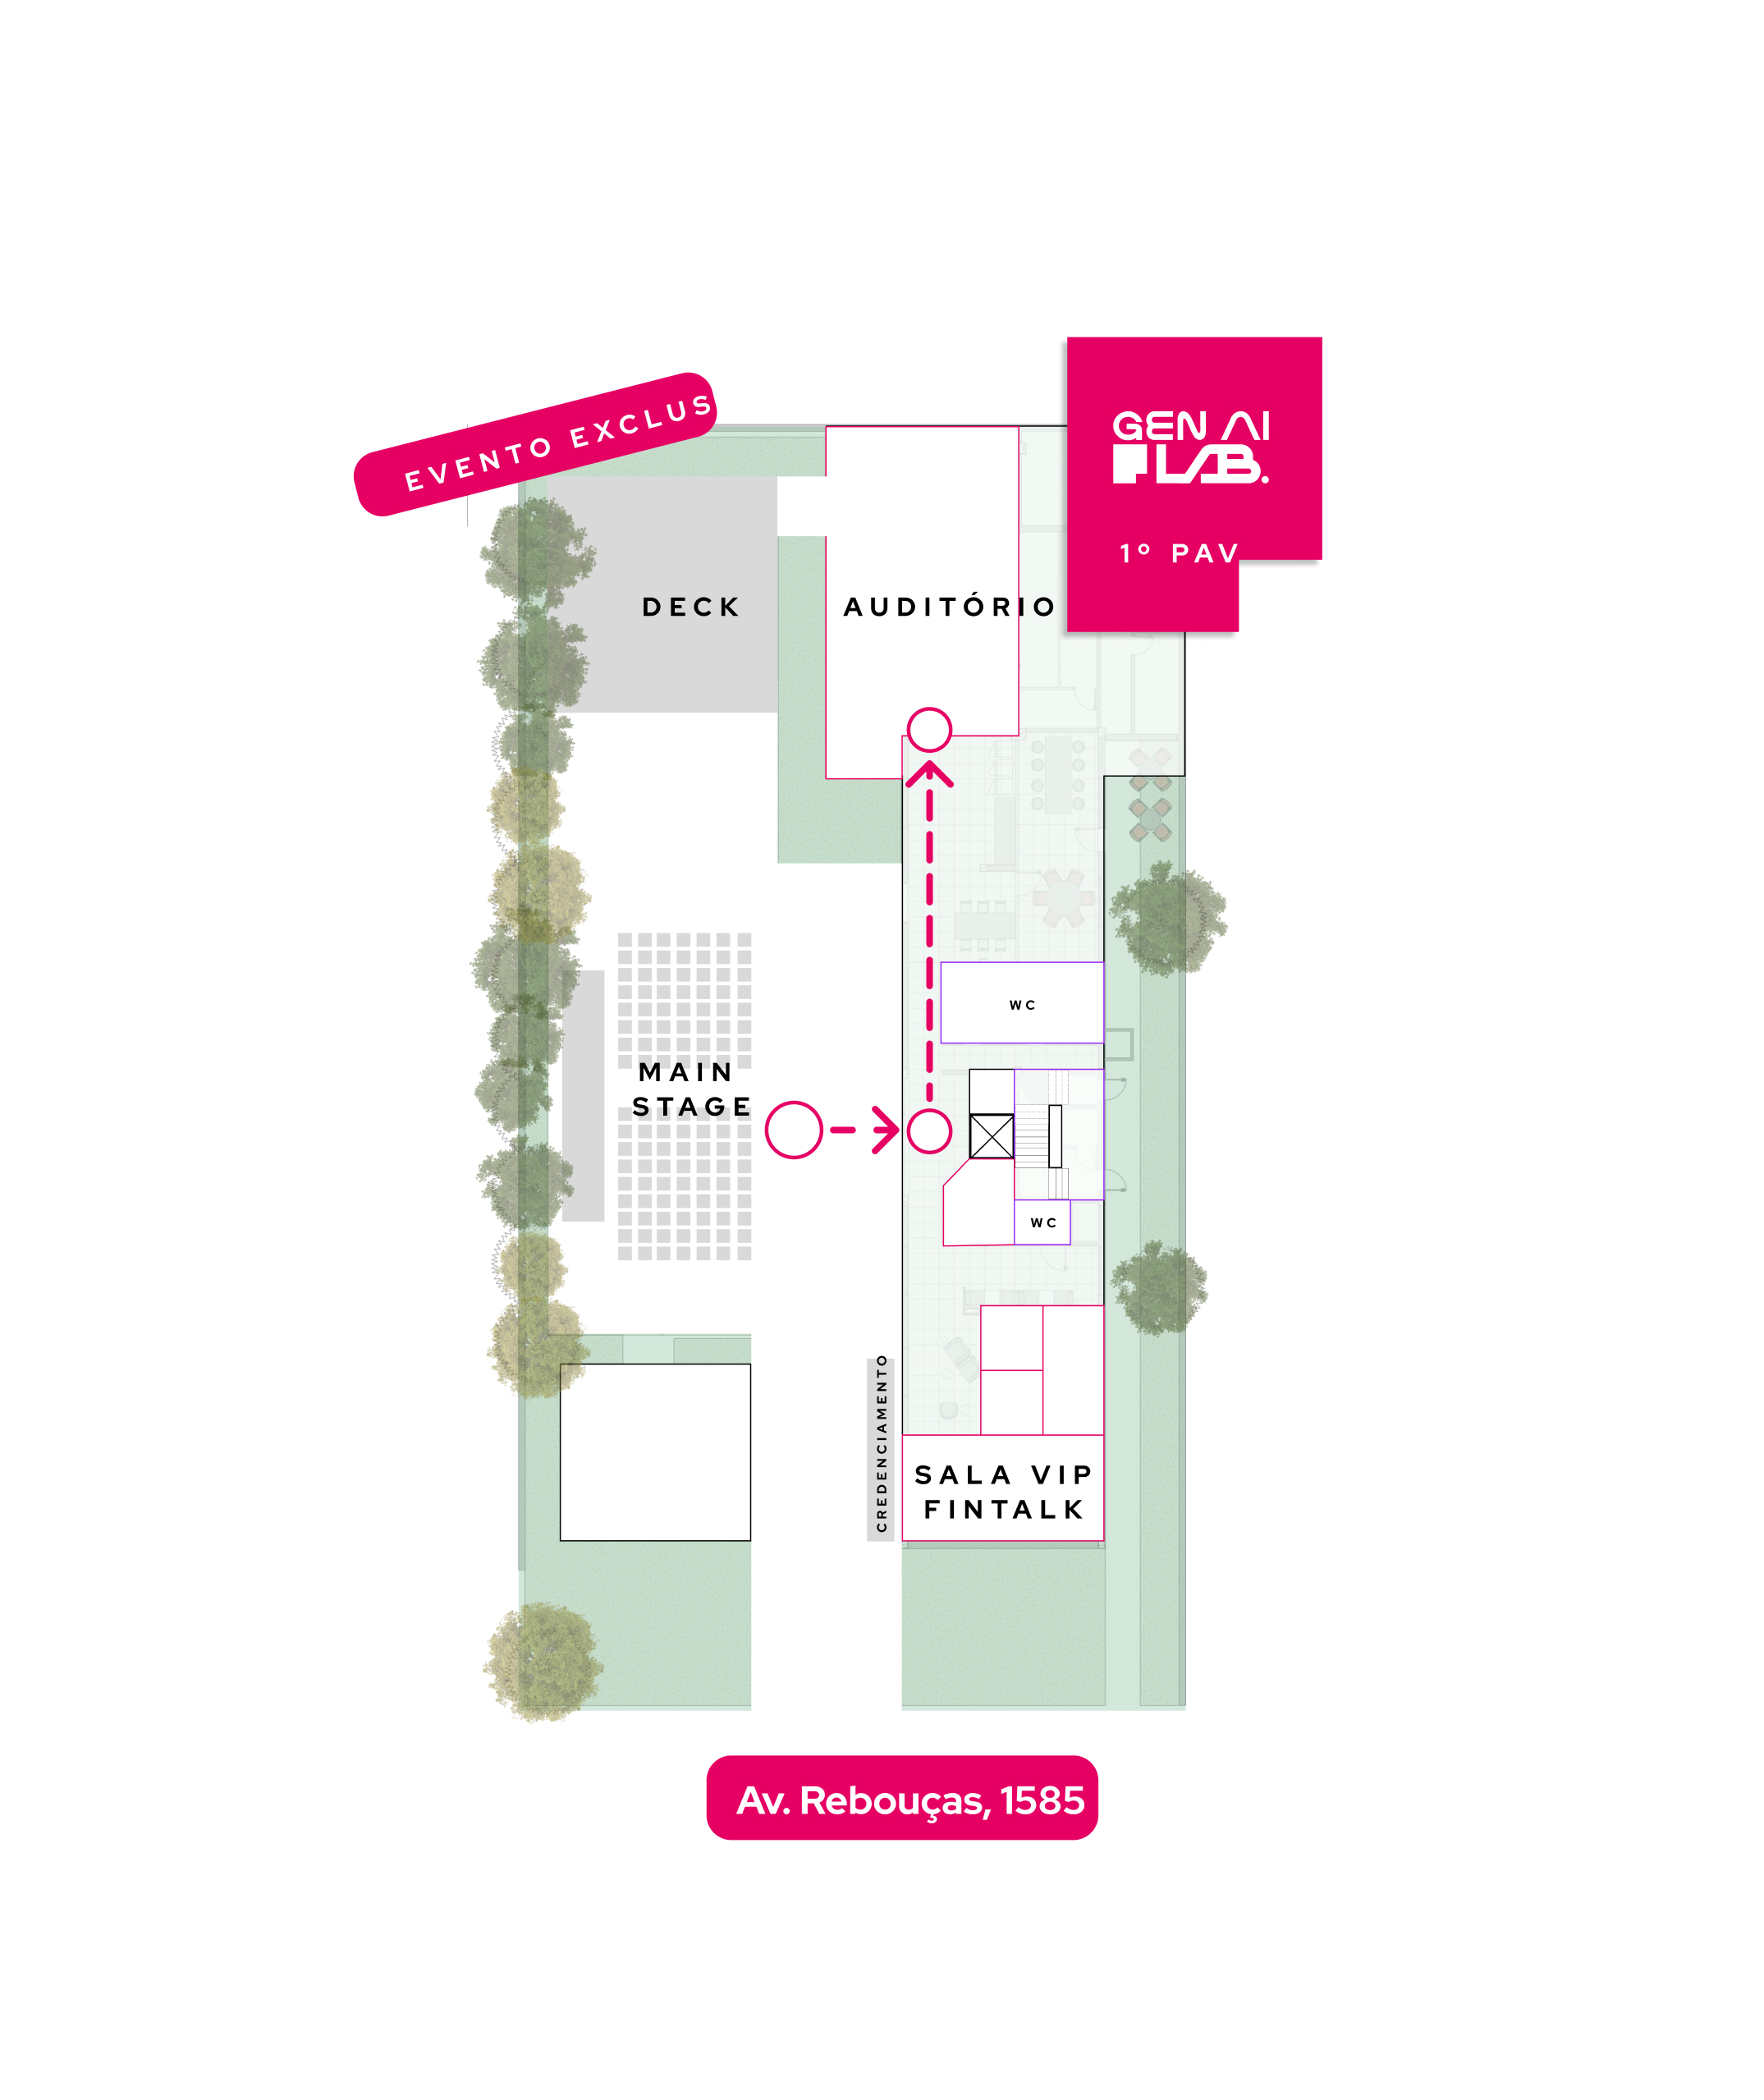 EVENTO EXCLUS
GEN AI
LAB.
1º PAV
DECK
AUDITÓRIO
WC
MAIN
STAGE
WC
CREDENCIAMENTO
SALA VIP
FINTALK
Av. Rebouças, 1585